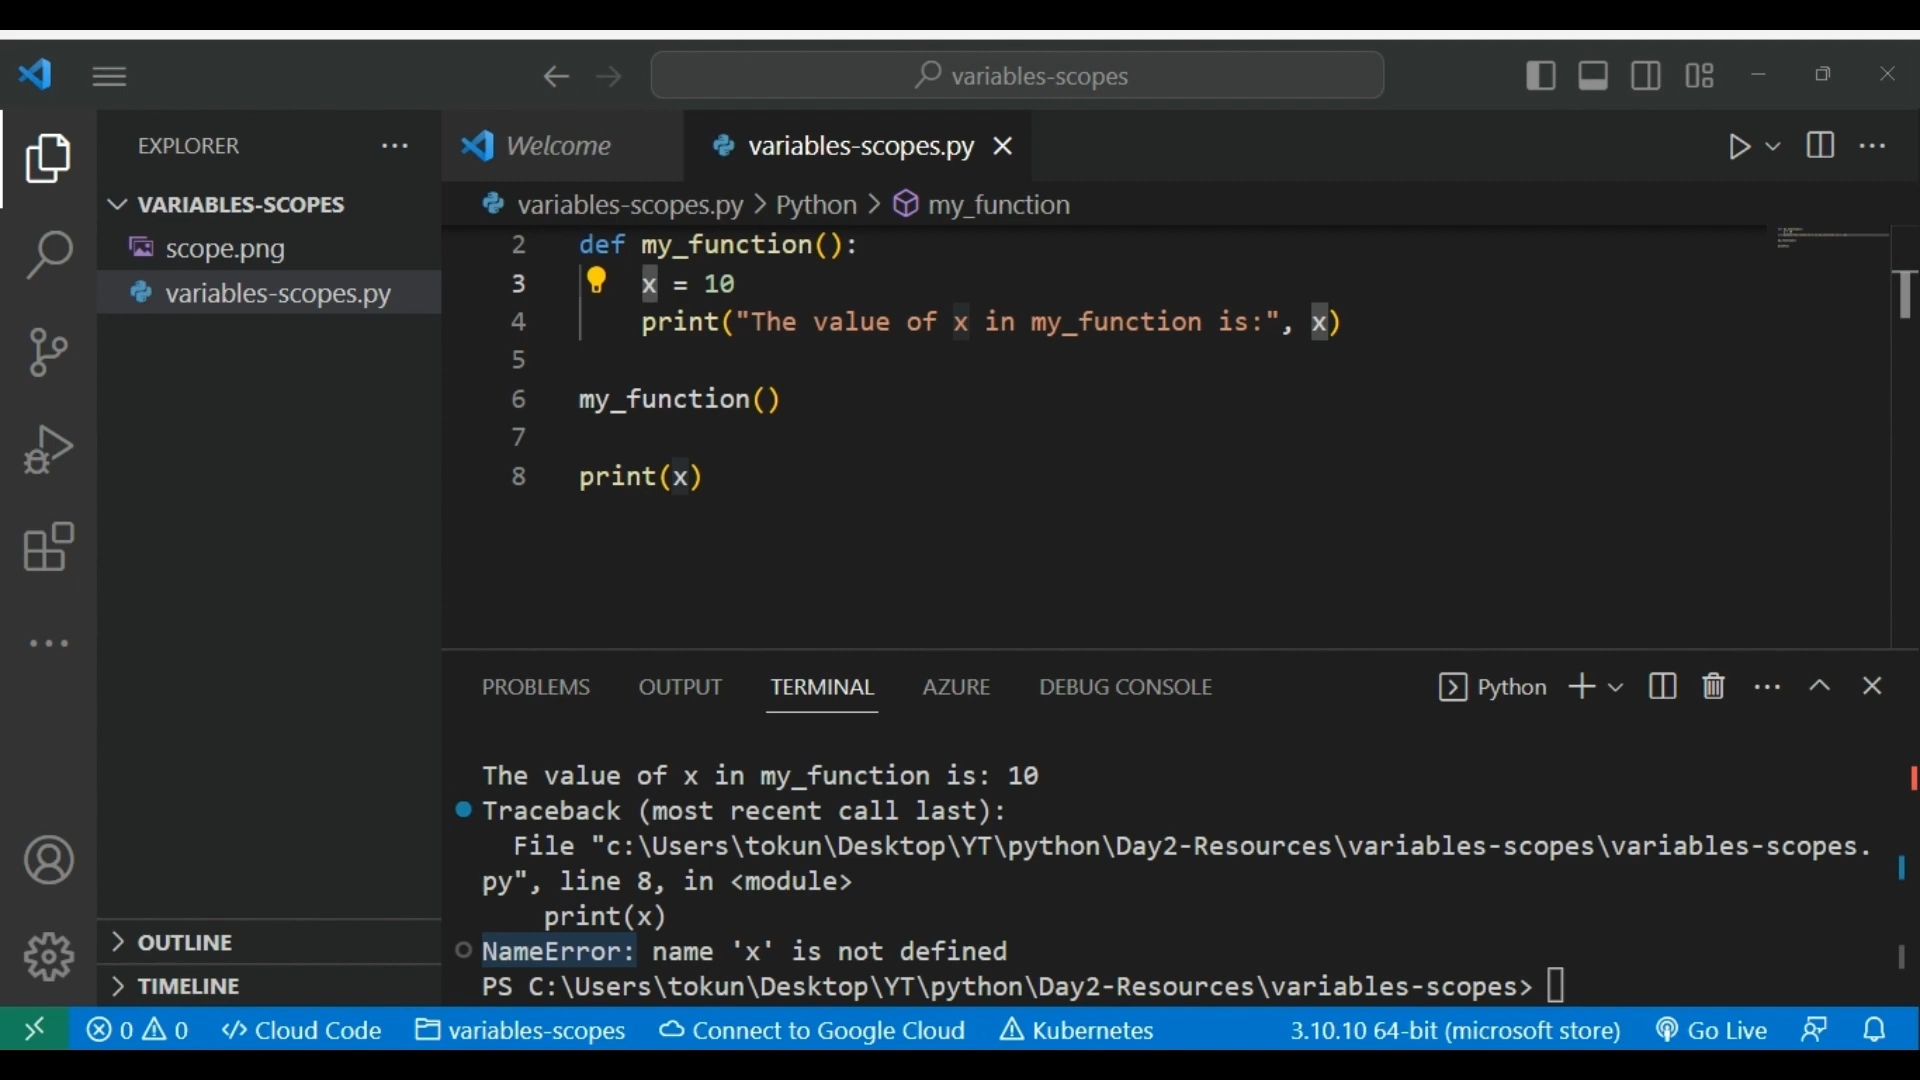 variables-scopes
EXPLORER
VARIABLES-SCOPES
scope.png
variables-scopes.py
OUTLINE
TIMELINE
Welcome
variables-scopes.py
variables-scopes.py > Python > my_function
2 def my_function():
3 x = 10
4 print("The value of x in my_function is:", x)
5
6 my_function()
7
8 print(x)
PROBLEMS OUTPUT TERMINAL AZURE DEBUG CONSOLE Python
The value of x in my_function is: 10
Traceback (most recent call last):
File "c:\Users\tokun\Desktop\YT\python\Day2-Resources\variables-scopes\variables-scopes.
py", line 8, in <module>
print(x)
NameError: name 'x' is not defined
PS C:\Users\tokun\Desktop\YT\python\Day2-Resources\variables-scopes>
0 0 Cloud Code variables-scopes Connect to Google Cloud Kubernetes 3.10.10 64-bit (microsoft store) Go Live